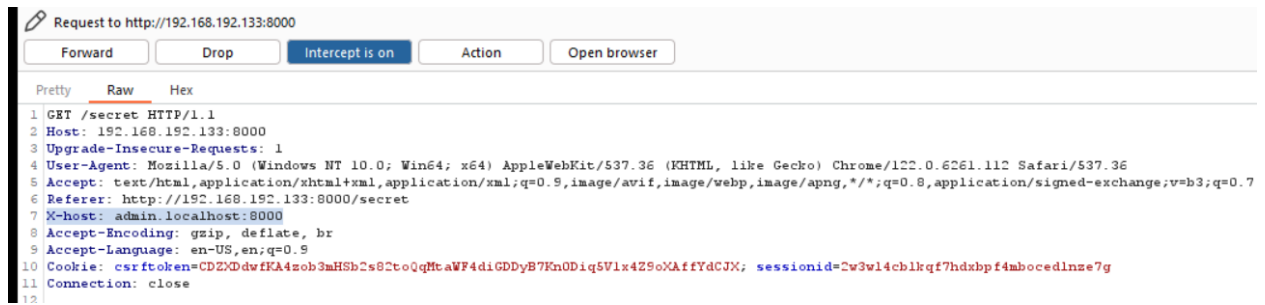 Request to http://192.168.192.133:8000
Forward Drop Intercept is on Action Open browser
Pretty Raw Hex
1 GET /secret HTTP/1.1
2 Host: 192.168.192.133:8000
3 Upgrade-Insecure-Requests: 1
4 User-Agent: Mozilla/5.0 (Windows NT 10.0; Win64; x64) AppleWebKit/537.36 (KHTML, like Gecko) Chrome/122.0.6261.112 Safari/537.36
5 Accept: text/html,application/xhtml+xml,application/xml;q=0.9,image/avif,image/webp,image/apng,*/*;q=0.8,application/signed-exchange;v=b3;q=0.7
6 Referer: http://192.168.192.133:8000/secret
7 X-host: admin.localhost:8000
8 Accept-Encoding: gzip, deflate, br
9 Accept-Language: en-US,en;q=0.9
10 Cookie: csrftoken=CDZXDdwfKA4zob3mHSb2s82toQqMtaWF4diGDDyB7KnODiq5Vlx4Z9oXAffYdCJX; sessionid=2w3wl4cblkqf7hdxbpf4mbocedlnze7g
11 Connection: close
12